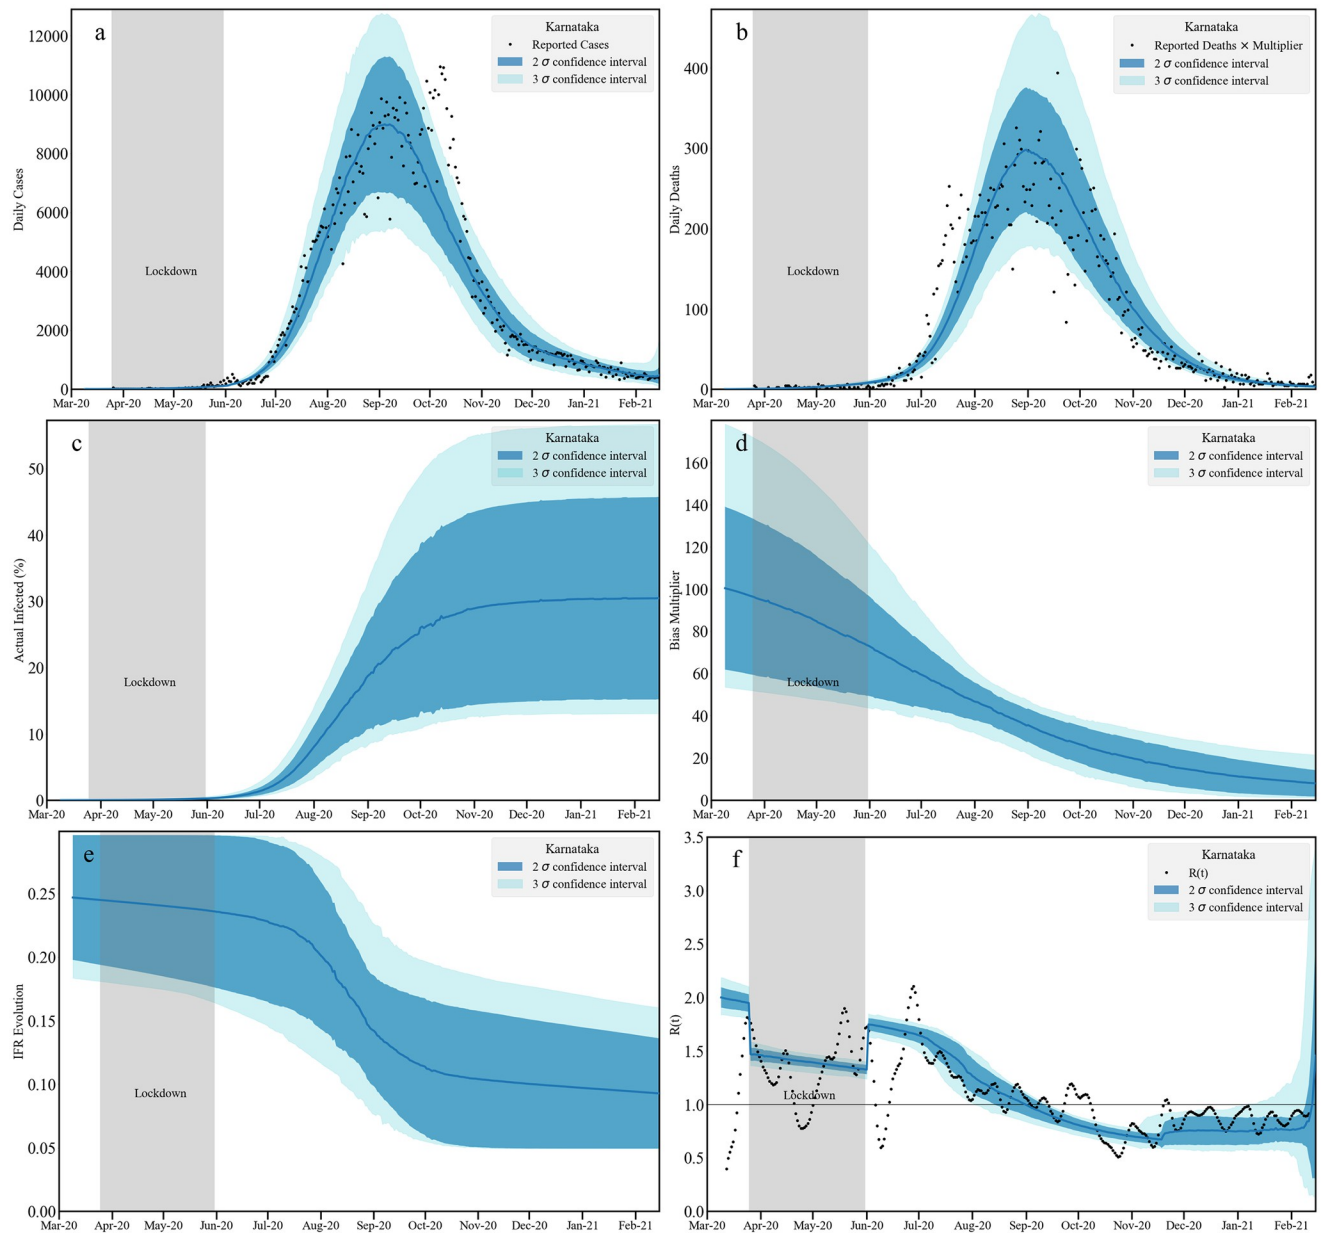 a
Karnataka
Reported Cases
2 σ confidence interval
3 σ confidence interval
12000
10000
8000
6000
4000
2000
0
Daily Cases
Lockdown
Mar-20 Apr-20 May-20 Jun-20 Jul-20 Aug-20 Sep-20 Oct-20 Nov-20 Dec-20 Jan-21 Feb-21
b
Karnataka
Reported Deaths × Multiplier
2 σ confidence interval
3 σ confidence interval
400
300
200
100
0
Daily Deaths
Lockdown
Mar-20 Apr-20 May-20 Jun-20 Jul-20 Aug-20 Sep-20 Oct-20 Nov-20 Dec-20 Jan-21 Feb-21
c
Karnataka
2 σ confidence interval
3 σ confidence interval
50
40
30
20
10
0
Actual Infected (%)
Lockdown
Mar-20 Apr-20 May-20 Jun-20 Jul-20 Aug-20 Sep-20 Oct-20 Nov-20 Dec-20 Jan-21 Feb-21
d
Karnataka
2 σ confidence interval
3 σ confidence interval
160
140
120
100
80
60
40
20
0
Bias Multiplier
Lockdown
Mar-20 Apr-20 May-20 Jun-20 Jul-20 Aug-20 Sep-20 Oct-20 Nov-20 Dec-20 Jan-21 Feb-21
e
Karnataka
2 σ confidence interval
3 σ confidence interval
0.25
0.20
0.15
0.10
0.05
0.00
IFR Evolution
Lockdown
Mar-20 Apr-20 May-20 Jun-20 Jul-20 Aug-20 Sep-20 Oct-20 Nov-20 Dec-20 Jan-21 Feb-21
f
Karnataka
R(t)
2 σ confidence interval
3 σ confidence interval
3.5
3.0
2.5
2.0
1.5
1.0
0.5
0.0
R(t)
Lockdown
Mar-20 Apr-20 May-20 Jun-20 Jul-20 Aug-20 Sep-20 Oct-20 Nov-20 Dec-20 Jan-21 Feb-21